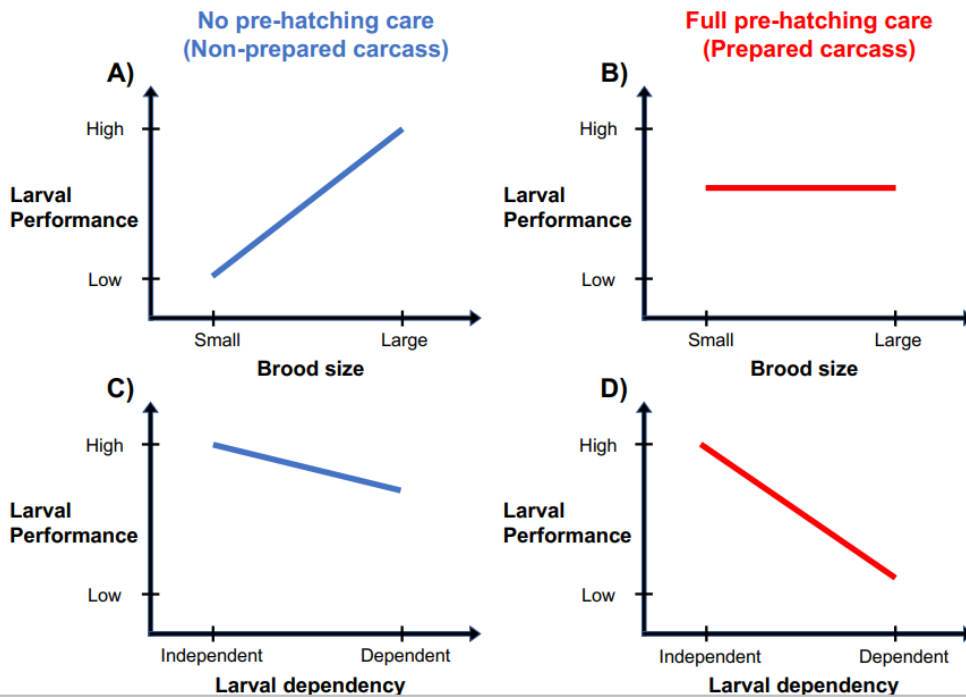 No pre-hatching care
(Non-prepared carcass)
Full pre-hatching care
(Prepared carcass)
A)
High
Larval
Performance
Low
Small
Large
Brood size
B)
High
Larval
Performance
Low
Small
Large
Brood size
C)
High
Larval
Performance
Low
Independent
Dependent
Larval dependency
D)
High
Larval
Performance
Low
Independent
Dependent
Larval dependency